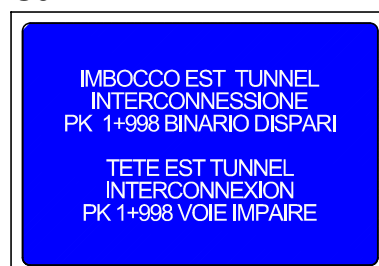 IMBOCCO EST TUNNEL
INTERCONNESSIONE
PK 1+998 BINARIO DISPARI
TETE EST TUNNEL
INTERCONNEXION
PK 1+998 VOIE IMPAIRE